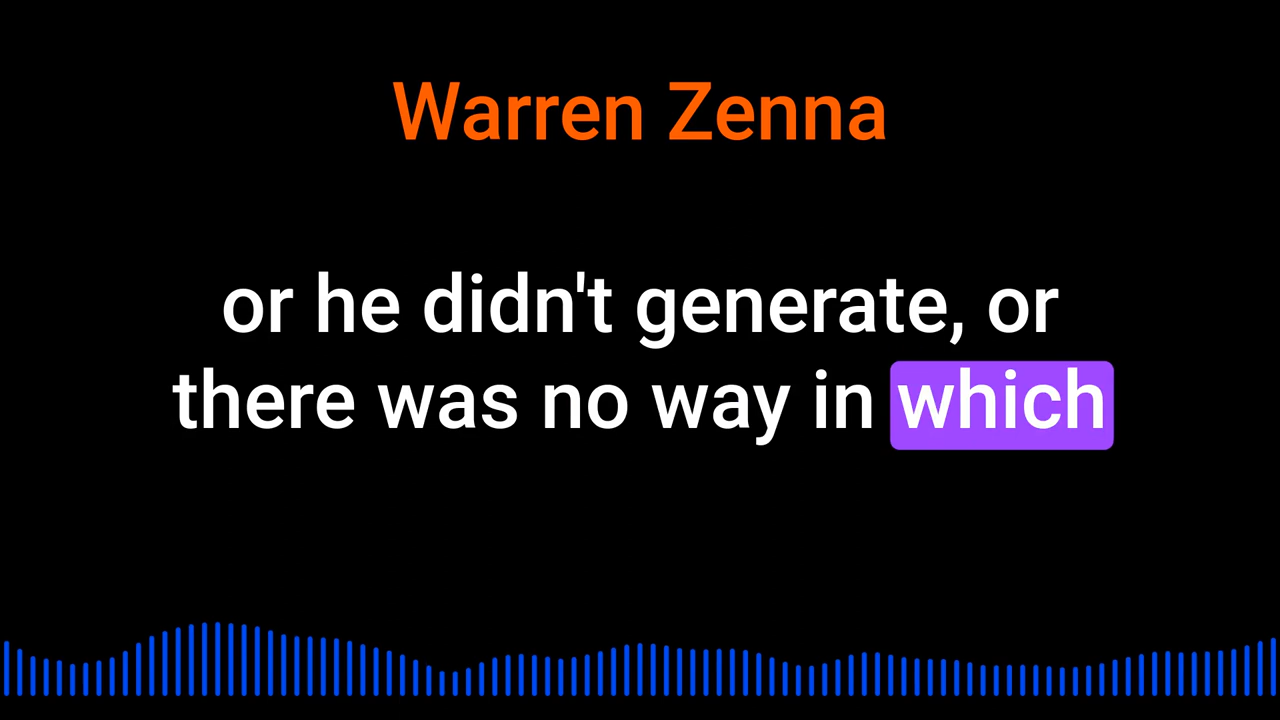 Warren Zenna
or he didn't generate, or
there was no way in which